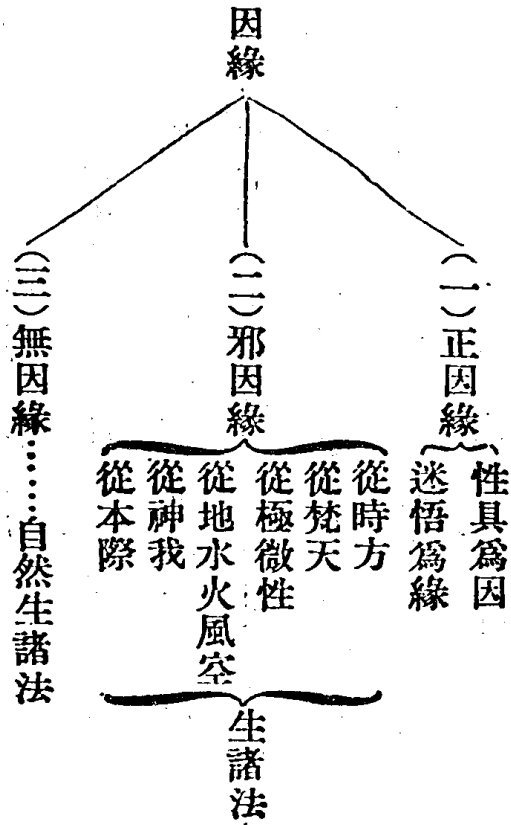 因緣
（一）正因緣
性具爲因
迷悟爲緣
（二）邪因緣
從時方
從梵天
從極微性
從地水火風空
從神我
從本際
生諸法
（三）無因緣……自然生諸法